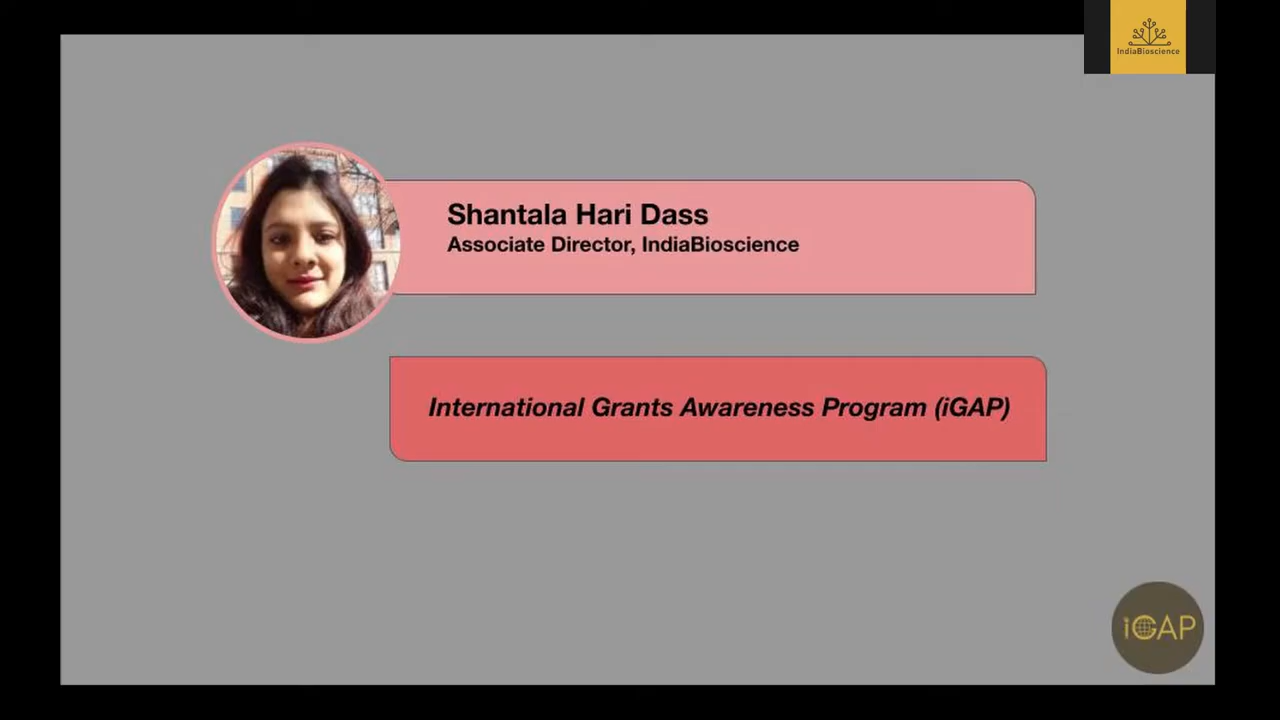 IndiaBioscience
Shantala Hari Dass
Associate Director, IndiaBioscience
International Grants Awareness Program (iGAP)
iGAP